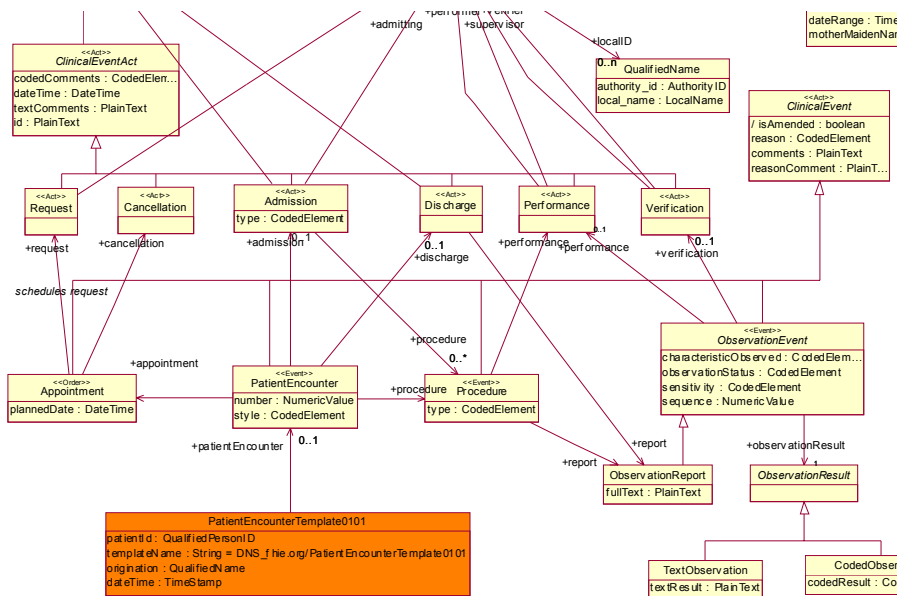 +admitting
+supervisor
dateRange : Time
motherMaidenNa
+localID
0..n
<<Act>>
ClinicalEventAct
codedComments : CodedElem...
dateTime : DateTime
textComments : PlainText
id : PlainText
QualifiedName
authority_id : AuthorityID
local_name : LocalName
<<Act>>
ClinicalEvent
/ isAmended : boolean
reason : CodedElement
comments : PlainText
reasonComment : PlainT...
<<Act>>
Request
<<Act>>
Cancellation
<<Act>>
Admission
type : CodedElement
<<Act>>
Discharge
<<Act>>
Performance
<<Act>>
Verification
+request
+cancellation
+admission
0..1
0..1
+discharge
+performance
0..1
+performance
0..1
+verification
schedules request
+appointment
+procedure
0..*
+procedure
<<Order>>
Appointment
plannedDate : DateTime
<<Event>>
PatientEncounter
number : NumericValue
style : CodedElement
<<Event>>
Procedure
type : CodedElement
<<Event>>
ObservationEvent
characteristicObserved : CodedElem...
observationStatus : CodedElement
sensitivity : CodedElement
sequence : NumericValue
+patientEncounter
0..1
+report
+report
+observationResult
1
ObservationReport
fullText : PlainText
ObservationResult
PatientEncounterTemplate0101
patientId : QualifiedPersonID
templateName : String = DNS_fhie.org/PatientEncounterTemplate0101
origination : QualifiedName
dateTime : TimeStamp
TextObservation
textResult : PlainText
CodedObser
codedResult : Co